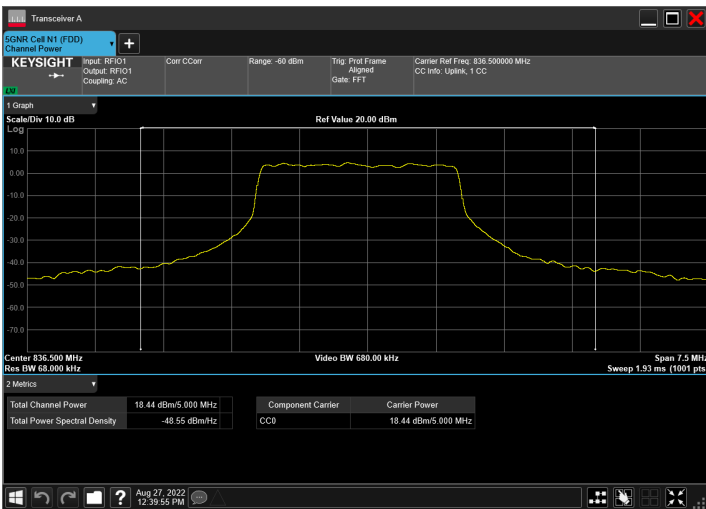 Transceiver A
5GNR Cell N1 (FDD)
Channel Power
KEYSIGHT
Input: RFIO1
Output: RFIO1
Coupling: AC
Corr CCorr
Range: -60 dBm
Trig: Prot Frame
Aligned
Gate: FFT
Carrier Ref Freq: 836.500000 MHz
CC Info: Uplink, 1 CC
LXI
1 Graph
Scale/Div 10.0 dB
Ref Value 20.00 dBm
Log
10.0
0.00
-10.0
-20.0
-30.0
-40.0
-50.0
-60.0
-70.0
Center 836.500 MHz
Video BW 680.00 kHz
Span 7.5 MHz
Res BW 68.000 kHz
Sweep 1.93 ms (1001 pts
2 Metrics
Total Channel Power 18.44 dBm/5.000 MHz
Total Power Spectral Density -48.55 dBm/Hz
Component Carrier Carrier Power
CC0 18.44 dBm/5.000 MHz
Aug 27, 2022
12:39:55 PM